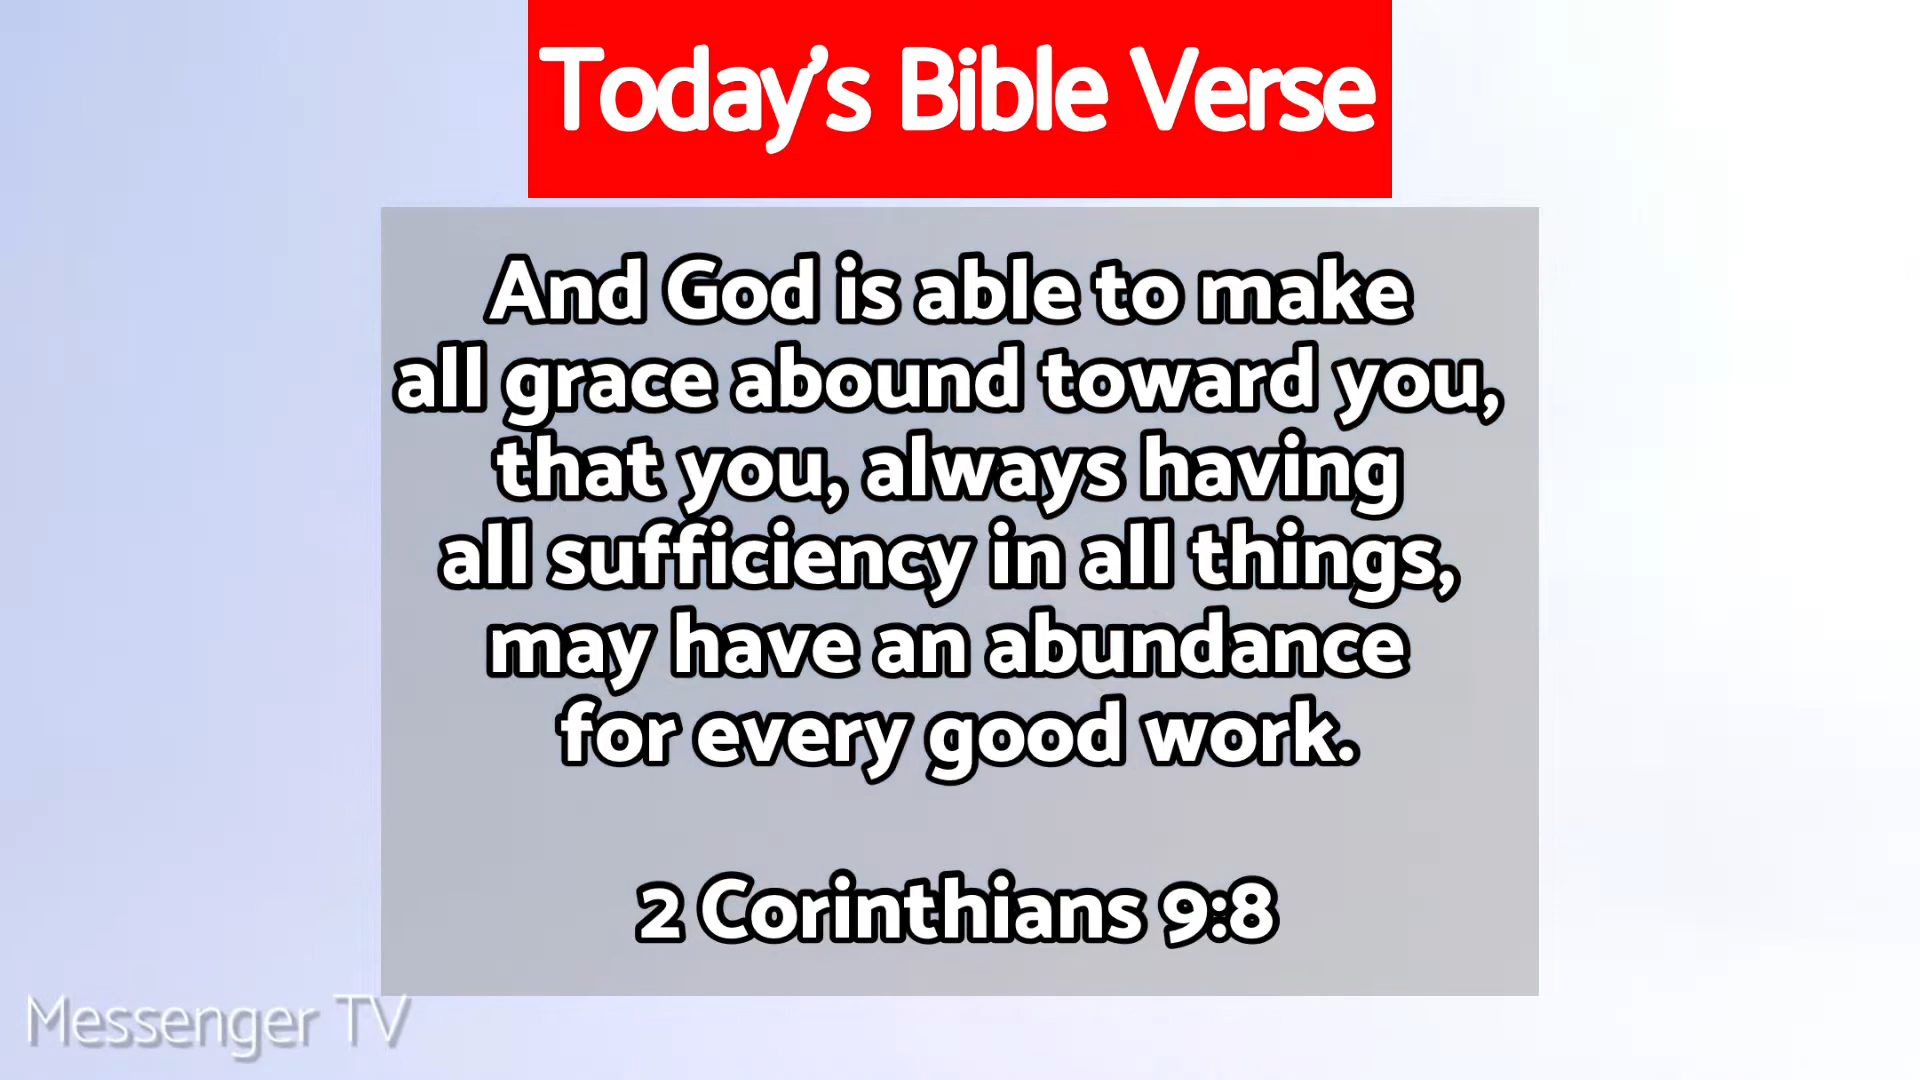 Today's Bible Verse
And God is able to make
all grace abound toward you,
that you, always having
all sufficiency in all things,
may have an abundance
for every good work.
2 Corinthians 9:8
Messenger TV